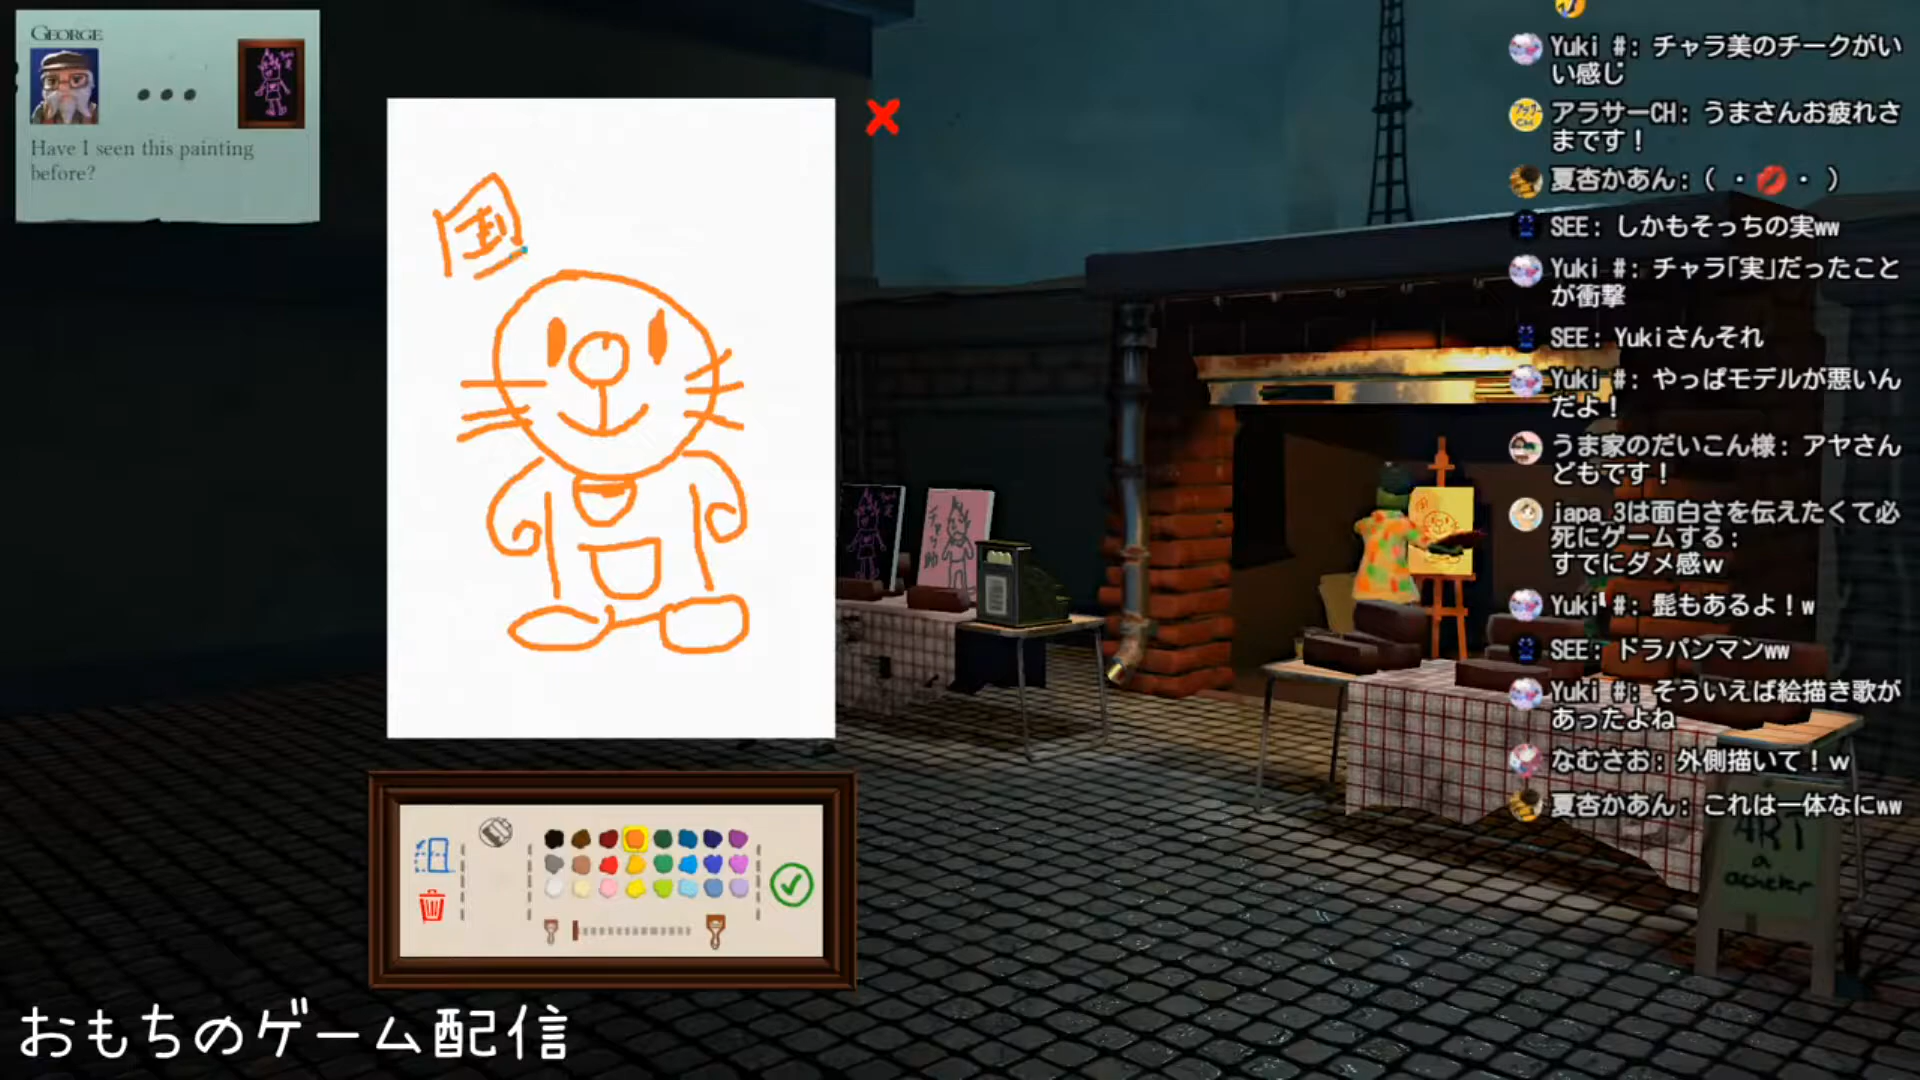 GEORGE
Have I seen this painting
before?
国
Yuki #: チャラ美のチークがい
い感じ
アラサーCH: うまさんお疲れさ
まです！
夏杏かあん: (・💋・)
SEE: しかもそっちの実ww
Yuki #: チャラ「実」だったこと
が衝撃
SEE: Yukiさんそれ
Yuki #: やっぱモデルが悪いん
だよ！
うま家のだいこん様: アヤさん
どもです！
japa_3は面白さを伝えたくて必
死にゲームする:
すでにダメ感w
Yuki #: 髭もあるよ！w
SEE: ドラパンマンww
Yuki #: そういえば絵描き歌が
あったよね
なむさお: 外側描いて！w
夏杏かあん: これは一体なにww
ART
a
acheter
おもちのゲーム配信